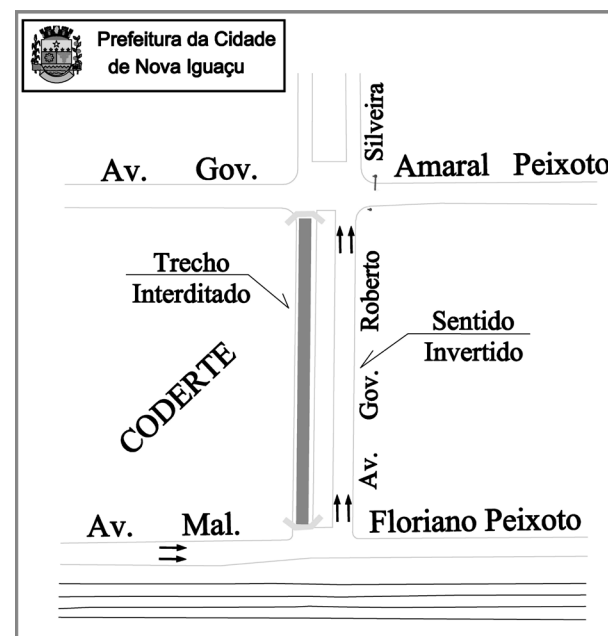 Prefeitura da Cidade
de Nova Iguaçu
Av. Gov. Amaral Peixoto
Av. Gov. Roberto Silveira
Trecho
Interditado
Sentido
Invertido
CODERTE
Av. Mal. Floriano Peixoto